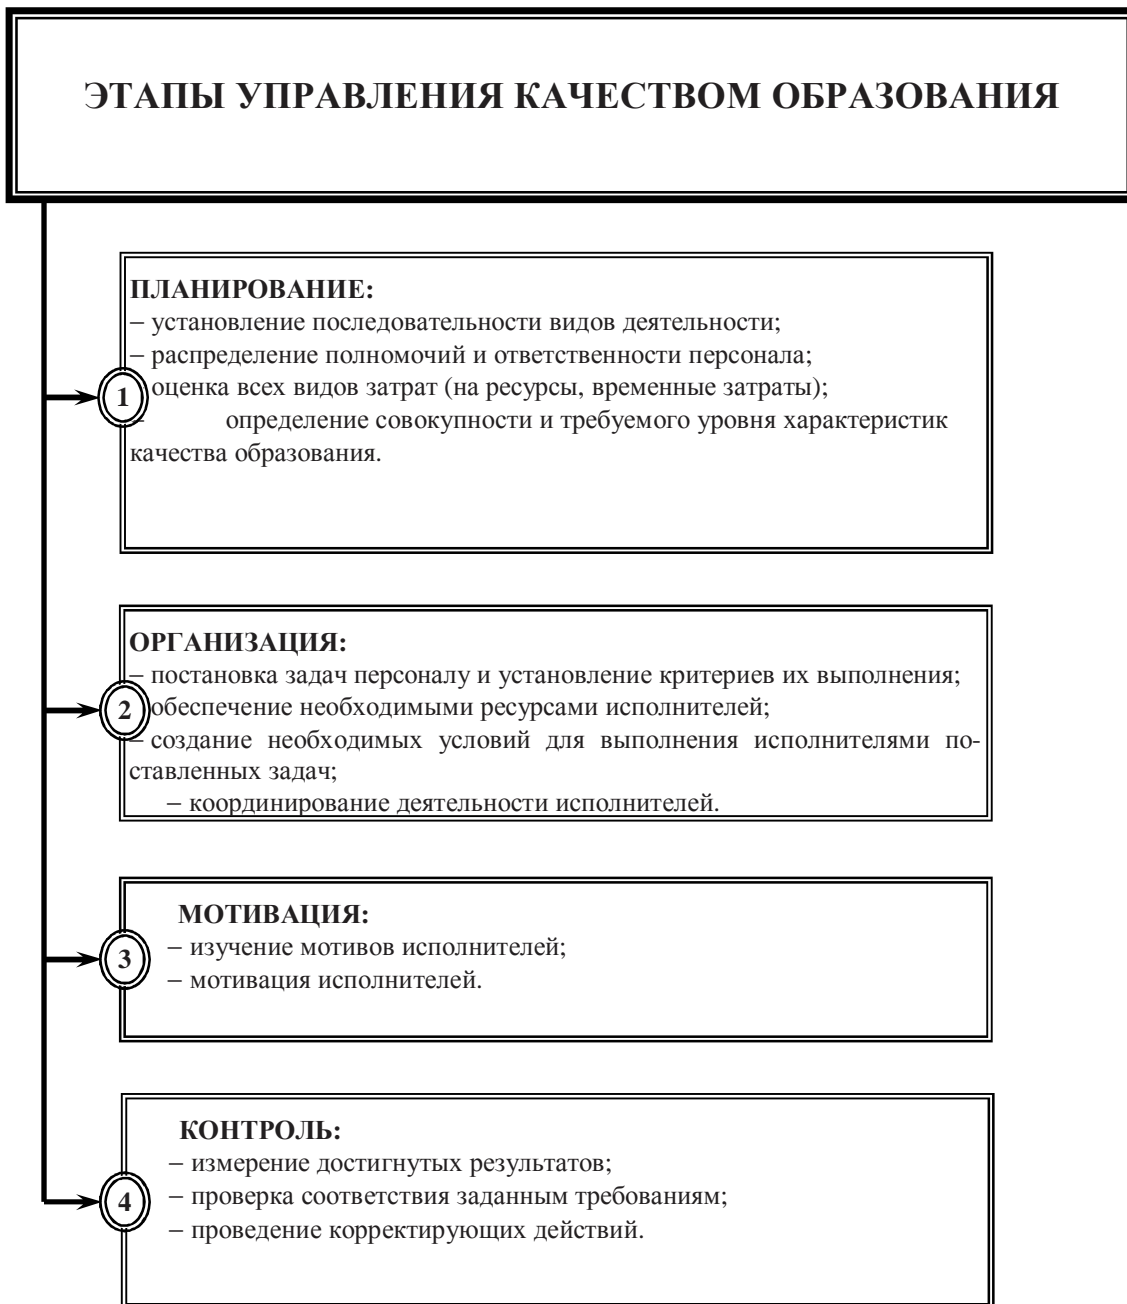 ЭТАПЫ УПРАВЛЕНИЯ КАЧЕСТВОМ ОБРАЗОВАНИЯ
ПЛАНИРОВАНИЕ:
– установление последовательности видов деятельности;
– распределение полномочий и ответственности персонала;
1 оценка всех видов затрат (на ресурсы, временные затраты);
– определение совокупности и требуемого уровня характеристик
качества образования.
ОРГАНИЗАЦИЯ:
– постановка задач персоналу и установление критериев их выполнения;
2 обеспечение необходимыми ресурсами исполнителей;
– создание необходимых условий для выполнения исполнителями по-
ставленных задач;
– координирование деятельности исполнителей.
МОТИВАЦИЯ:
– изучение мотивов исполнителей;
3
– мотивация исполнителей.
КОНТРОЛЬ:
– измерение достигнутых результатов;
4 – проверка соответствия заданным требованиям;
– проведение корректирующих действий.